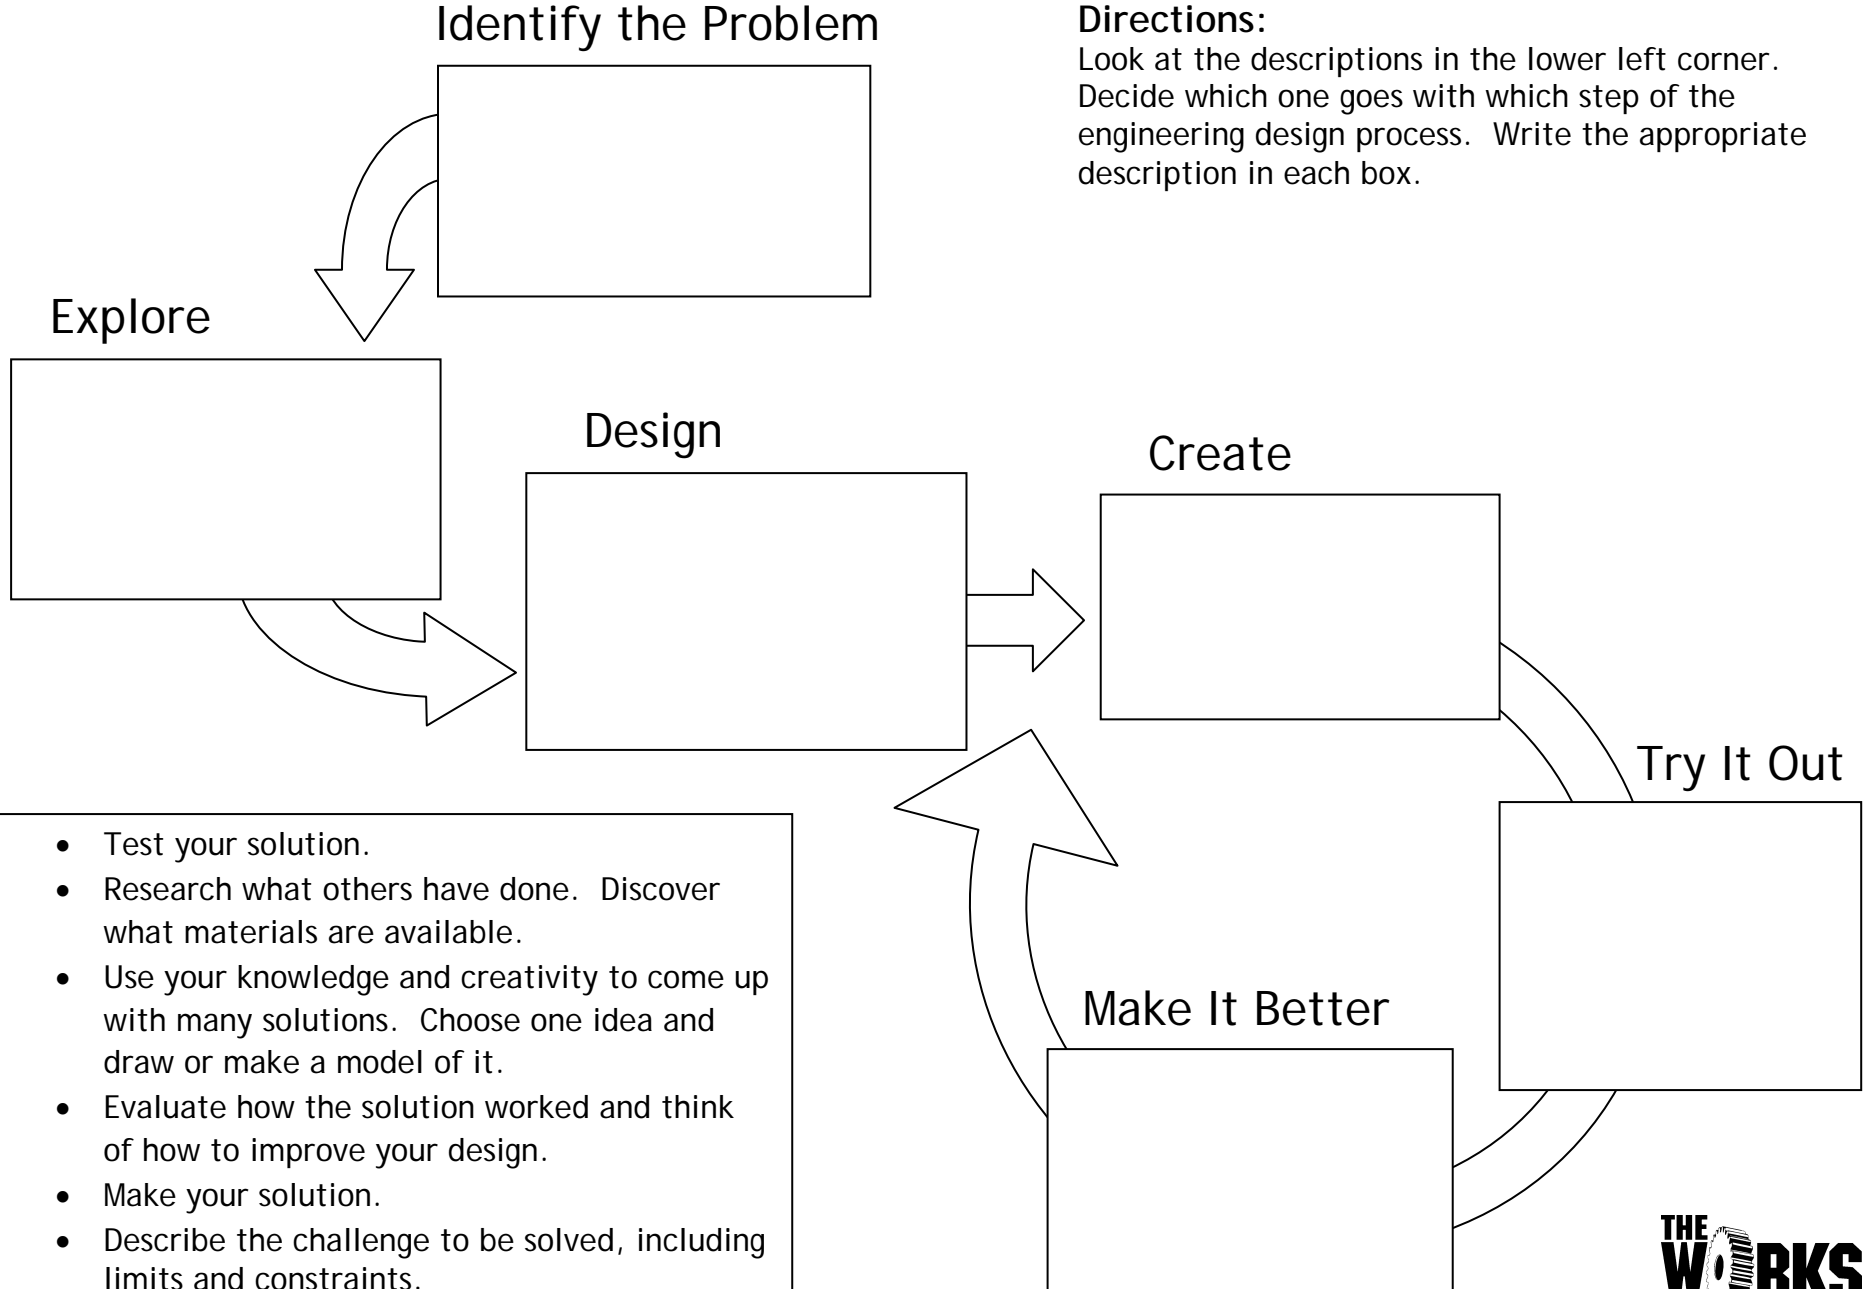 Identify the Problem
Directions:
Look at the descriptions in the lower left corner.
Decide which one goes with which step of the
engineering design process.  Write the appropriate
description in each box.
Explore
Design
Create
Try It Out
Make It Better
• Test your solution.
• Research what others have done.  Discover
what materials are available.
• Use your knowledge and creativity to come up
with many solutions.  Choose one idea and
draw or make a model of it.
• Evaluate how the solution worked and think
of how to improve your design.
• Make your solution.
• Describe the challenge to be solved, including
limits and constraints.
THE
WORKS